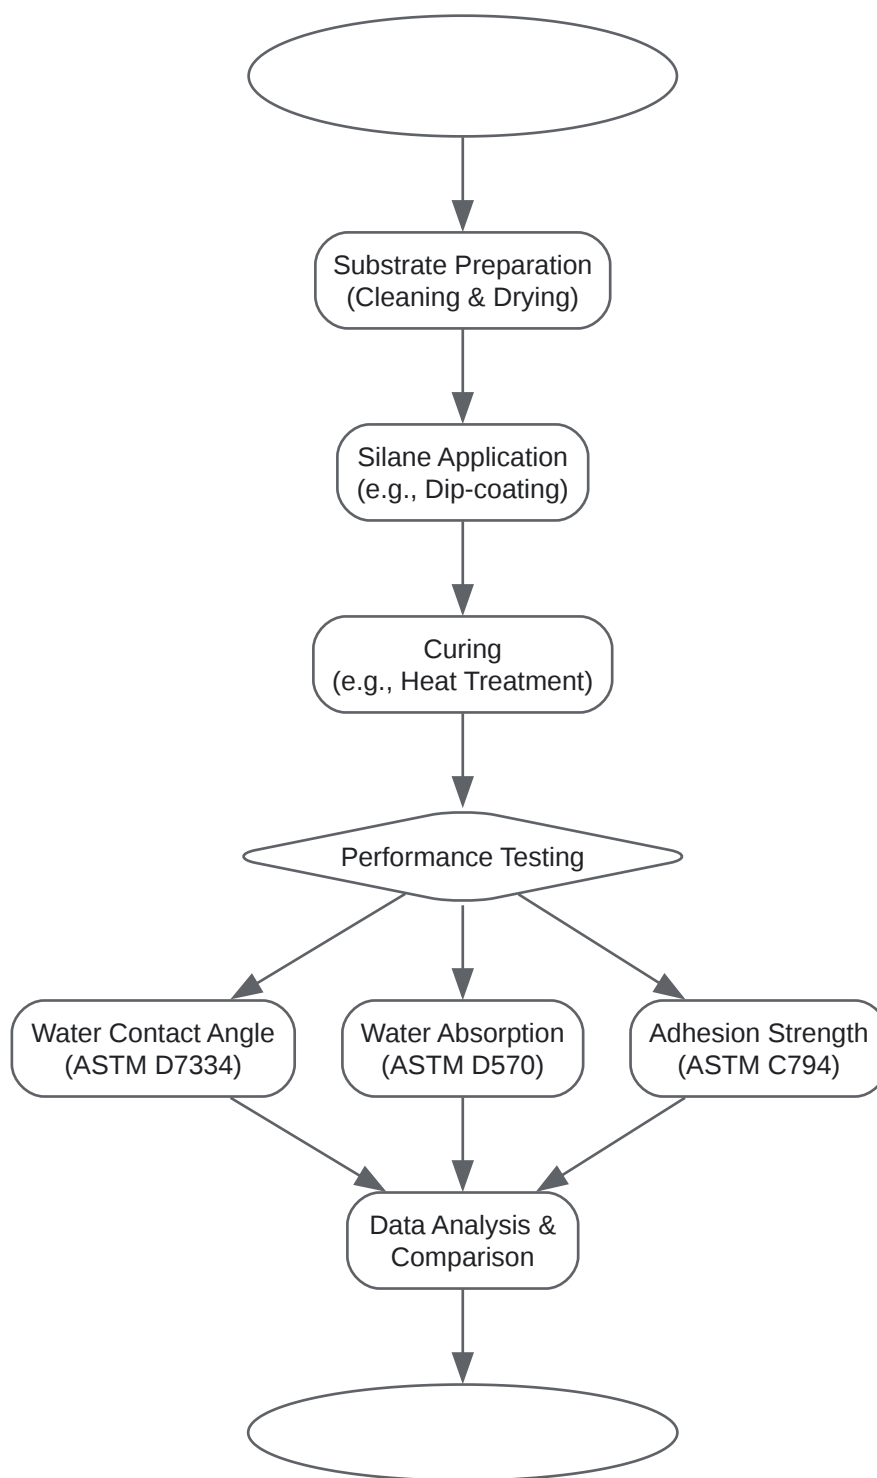 Substrate Preparation
(Cleaning & Drying)
Silane Application
(e.g., Dip-coating)
Curing
(e.g., Heat Treatment)
Performance Testing
Water Contact Angle
(ASTM D7334)
Water Absorption
(ASTM D570)
Adhesion Strength
(ASTM C794)
Data Analysis &
Comparison